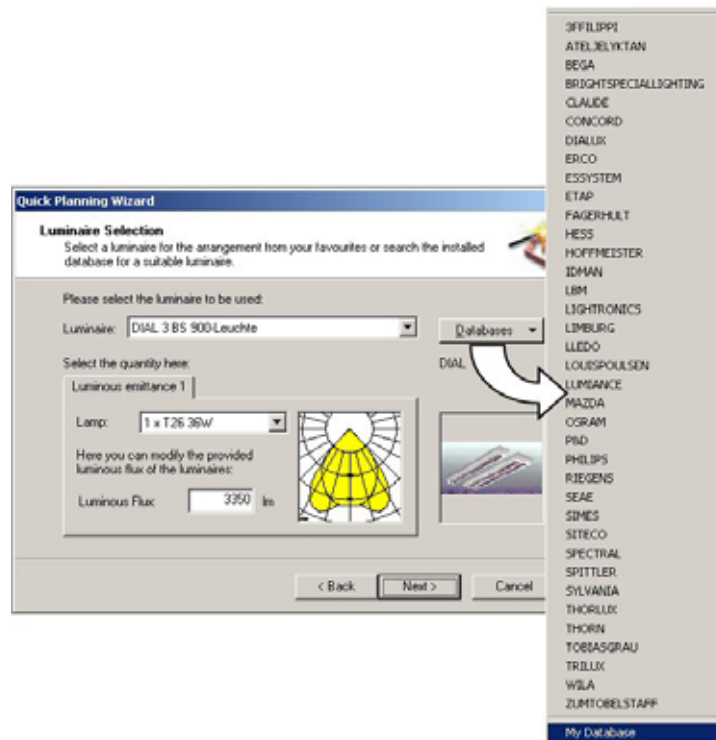 Quick Planning Wizard
Luminaire Selection
Select a luminaire for the arrangement from your favourites or search the installed
database for a suitable luminaire.
Please select the luminaire to be used:
Luminaire: DIAL 3 BS 900-Leuchte
Databases
Select the quantity here:
DIAL
Luminous emittance 1
Lamp: 1 x T26 36W
Here you can modify the provided
luminous flux of the luminaires:
Luminous Flux: 3350 lm
< Back
Next >
Cancel
3FFILIPPI
ATELJELYKTAN
BEGA
BRIGHTSPECIALLIGHTING
CLAUDE
CONCORD
DIALUX
ERCO
ESSYSTEM
ETAP
FAGERHULT
HESS
HOFFMEISTER
IDMAN
LBM
LIGHTRONICS
LIMBURG
LLEDO
LOUISPOULSEN
LUMIANCE
MAZDA
OSRAM
P&D
PHILIPS
RIEGENS
SEAE
SIMES
SITECO
SPECTRAL
SPITTLER
SYLVANIA
THORLUX
THORN
TOBIASGRAU
TRILUX
WILA
ZUMTOBELSTAFF
My Database